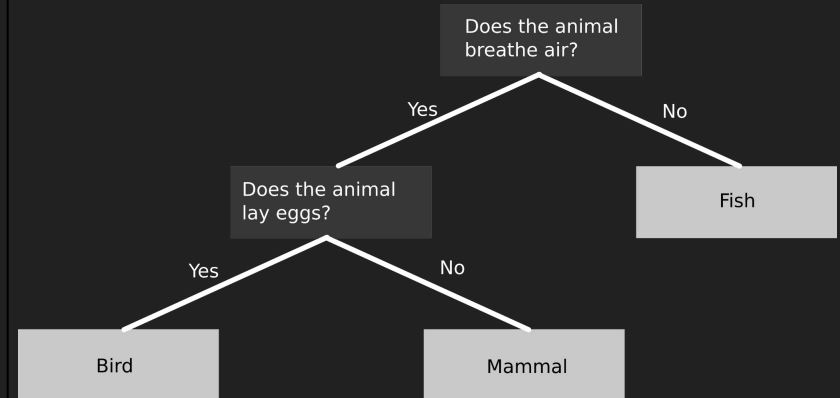 Does the animal
breathe air?
Yes
No
Does the animal
lay eggs?
Fish
Yes
No
Bird
Mammal